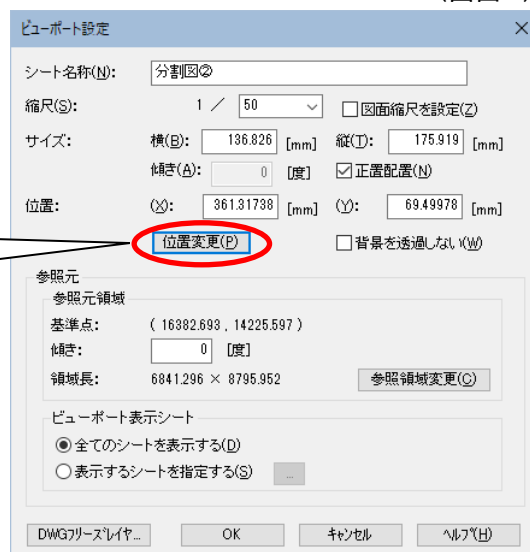 ビューポート設定
シート名称(N): 分割図②
縮尺(S): 1 ／ 50 図面縮尺を設定(Z)
サイズ: 横(B): 136.826 [mm] 縦(T): 175.919 [mm]
傾き(A): 0 [度] 正置配置(N)
位置: (X): 361.31738 [mm] (Y): 69.49978 [mm]
位置変更(P) 背景を透過しない(W)
参照元
参照元領域
基準点: ( 16382.693 , 14225.597 )
傾き: 0 [度]
領域長: 6841.296 × 8795.952 参照領域変更(C)
ビューポート表示シート
全てのシートを表示する(D)
表示するシートを指定する(S) ...
DWGフリーズレイヤ... OK キャンセル ヘルプ(H)